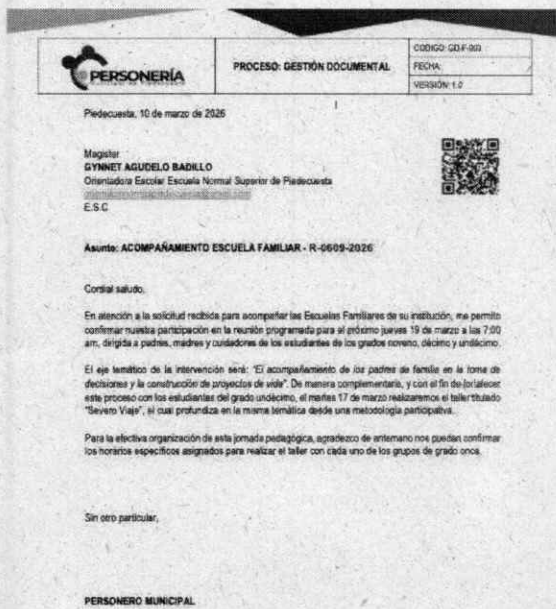 PERSONERÍA
PROCESO: GESTIÓN DOCUMENTAL
CODIGO: GD-F-003
FECHA:
VERSIÓN: 1.0
Piedecuesta, 10 de marzo de 2026
Magister
GYNNET AGUDELO BADILLO
Orientadora Escolar Escuela Normal Superior de Piedecuesta
E.S.C
Asunto: ACOMPAÑAMIENTO ESCUELA FAMILIAR - R-0609-2026
Cordial saludo,
En atención a la solicitud recibida para acompañar las Escuelas Familiares de su institución, me permito
confirmar nuestra participación en la reunión programada para el próximo jueves 19 de marzo a las 7:00
am, dirigida a padres, madres y cuidadores de los estudiantes de los grados noveno, décimo y undécimo.
El eje temático de la intervención será: "El acompañamiento de los padres de familia en la toma de
decisiones y la construcción de proyectos de vida". De manera complementaria, y con el fin de fortalecer
este proceso con los estudiantes del grado undécimo, el martes 17 de marzo realizaremos el taller titulado
"Severo Viaje", el cual profundiza en la misma temática desde una metodología participativa.
Para la efectiva organización de esta jornada pedagógica, agradezco de antemano nos puedan confirmar
los horarios específicos asignados para realizar el taller con cada uno de los grupos de grado once.
Sin otro particular,
PERSONERO MUNICIPAL